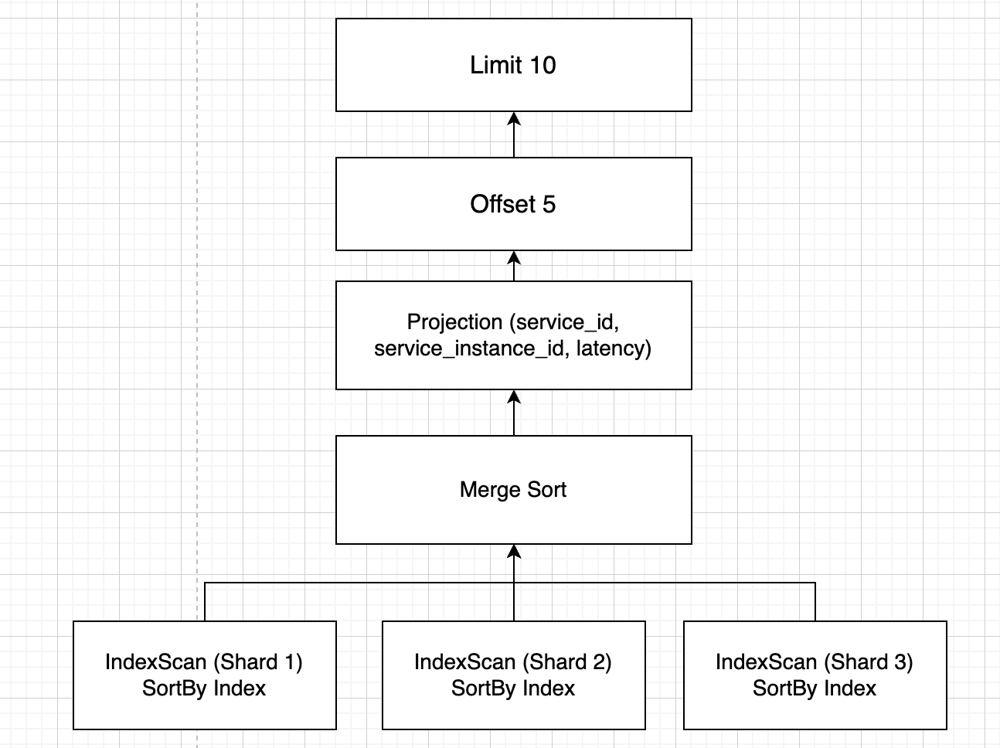 Limit 10
Offset 5
Projection (service_id,
service_instance_id, latency)
Merge Sort
IndexScan (Shard 1)
SortBy Index
IndexScan (Shard 2)
SortBy Index
IndexScan (Shard 3)
SortBy Index